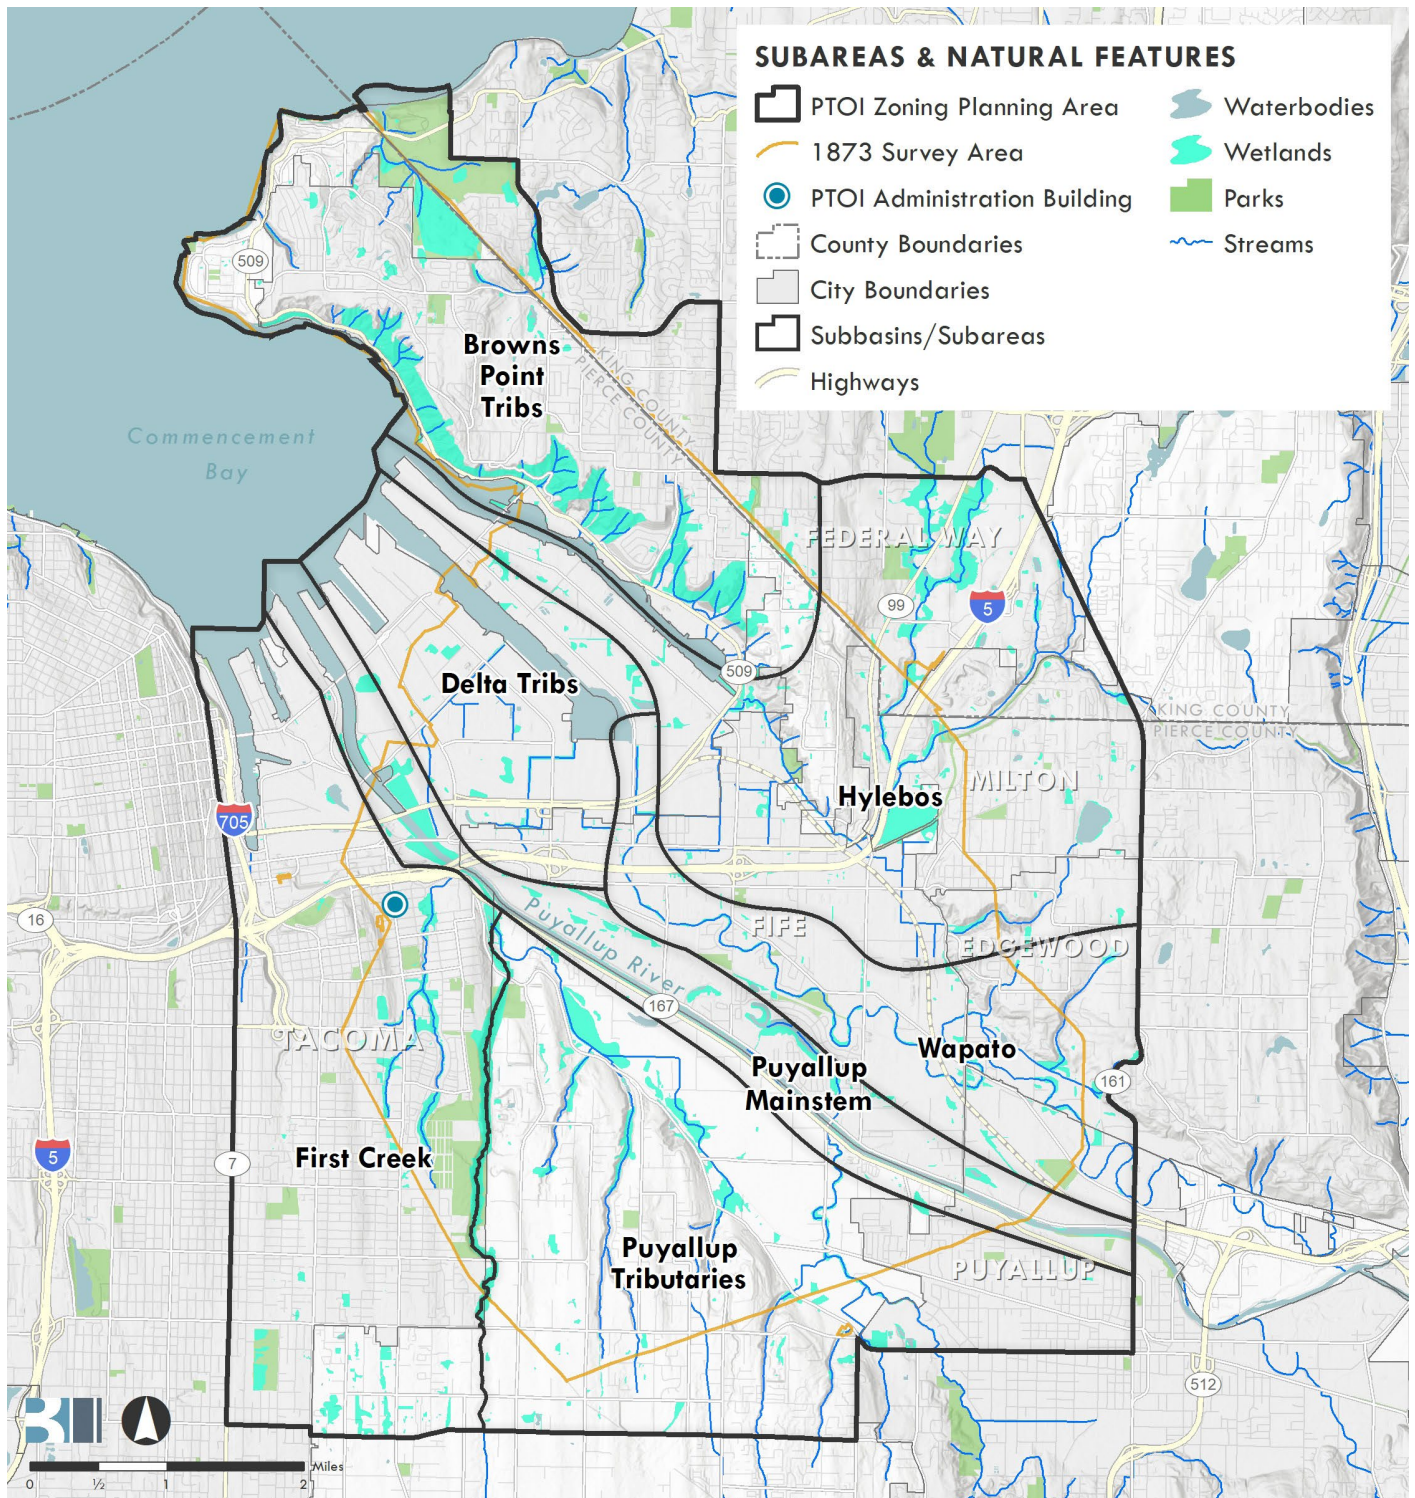 SUBAREAS & NATURAL FEATURES
PTOI Zoning Planning Area
1873 Survey Area
PTOI Administration Building
County Boundaries
City Boundaries
Subbasins/Subareas
Highways
Waterbodies
Wetlands
Parks
Streams
509
Browns
Point
Tribs
KING COUNTY
PIERCE COUNTY
Commencement
Bay
FEDERAL WAY
99
5
509
Delta Tribs
KING COUNTY
PIERCE COUNTY
MILTON
Hylebos
705
16
Puyallup River
FIFE
EDGEWOOD
167
TACOMA
Wapato
Puyallup
Mainstem
161
5
7
First Creek
Puyallup
Tributaries
PUYALLUP
512
Miles
0
½
1
2